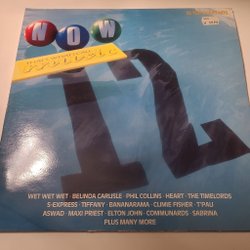 NOW
12
WET WET WET · BELINDA CARLISLE · PHIL COLLINS · HEART · THE TIMELORDS
S-EXPRESS · TIFFANY · BANANARAMA · CLIMIE FISHER · T'PAU
ASWAD · MAXI PRIEST · ELTON JOHN · COMMUNARDS · SABRINA
PLUS MANY MORE